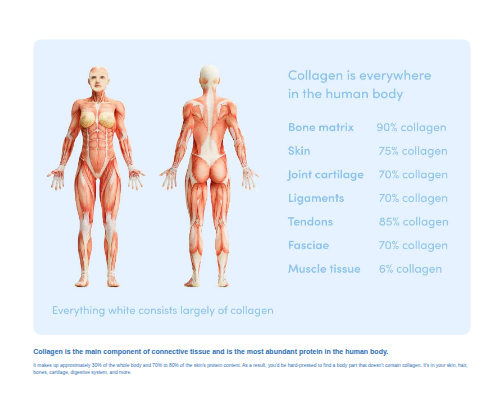 Collagen is everywhere
in the human body
Bone matrix 90% collagen
Skin 75% collagen
Joint cartilage 70% collagen
Ligaments 70% collagen
Tendons 85% collagen
Fasciae 70% collagen
Muscle tissue 6% collagen
Everything white consists largely of collagen
Collagen is the main component of connective tissue and is the most abundant protein in the human body.
It makes up approximately 30% of the whole body and 70% to 80% of the skin's protein content. As a result, you'd be hard-pressed to find a body part that doesn't contain collagen. It's in your skin, hair,
bones, cartilage, digestive system, and more.